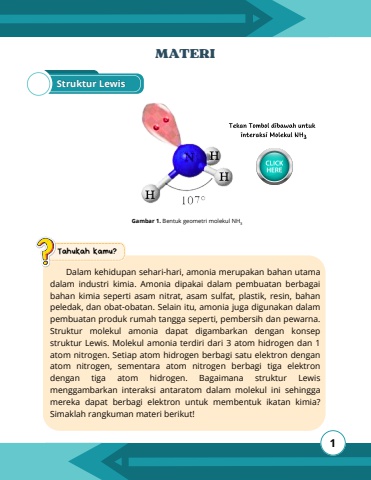 MATERI
Struktur Lewis
Tekan Tombol dibawah untuk
interaksi Molekul NH3
CLICK
HERE
N
H
H
H
107°
Gambar 1. Bentuk geometri molekul NH3
Tahukah Kamu?
Dalam kehidupan sehari-hari, amonia merupakan bahan utama
dalam industri kimia. Amonia dipakai dalam pembuatan berbagai
bahan kimia seperti asam nitrat, asam sulfat, plastik, resin, bahan
peledak, dan obat-obatan. Selain itu, amonia juga digunakan dalam
pembuatan produk rumah tangga seperti, pembersih dan pewarna.
Struktur molekul amonia dapat digambarkan dengan konsep
struktur Lewis. Molekul amonia terdiri dari 3 atom hidrogen dan 1
atom nitrogen. Setiap atom hidrogen berbagi satu elektron dengan
atom nitrogen, sementara atom nitrogen berbagi tiga elektron
dengan tiga atom hidrogen. Bagaimana struktur Lewis
menggambarkan interaksi antaratom dalam molekul ini sehingga
mereka dapat berbagi elektron untuk membentuk ikatan kimia?
Simaklah rangkuman materi berikut!
1